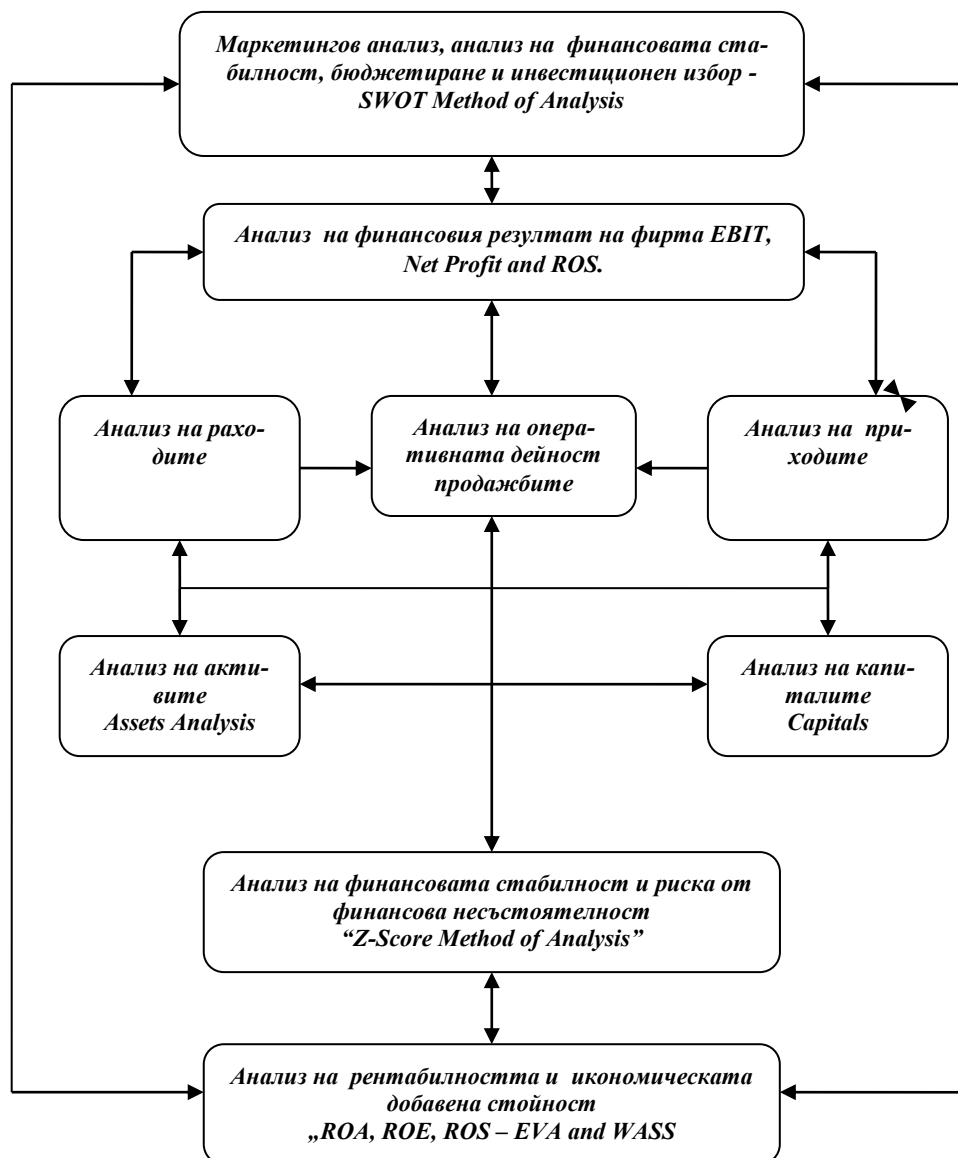 Маркетингов анализ, анализ на финансовата ста-
билност, бюджетиране и инвестиционен избор -
SWOT Method of Analysis
Анализ на финансовия резултат на фирта EBIT,
Net Profit and ROS.
Анализ на рахо-
дите
Анализ на опера-
тивната дейност
продажбите
Анализ на при-
ходите
Анализ на акти-
вите
Assets Analysis
Анализ на капи-
талите
Capitals
Анализ на финансовата стабилност и риска от
финансова несъстоятелност
“Z-Score Method of Analysis”
Анализ на рентабилността и икономическата
добавена стойност
„ROA, ROE, ROS – EVA and WASS